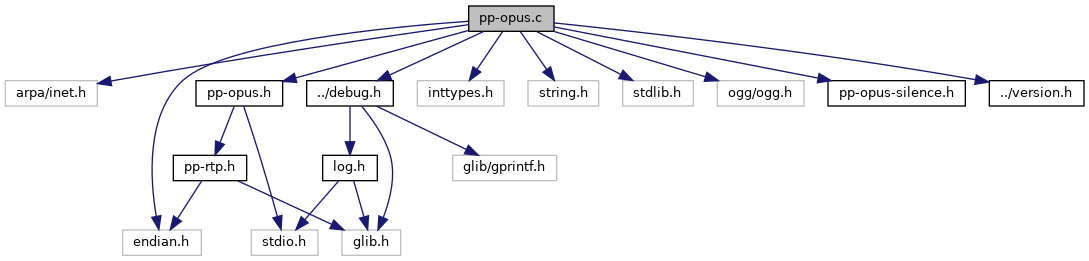 pp-opus.c
arpa/inet.h
pp-opus.h
../debug.h
inttypes.h
string.h
stdlib.h
ogg/ogg.h
pp-opus-silence.h
../version.h
pp-rtp.h
log.h
glib/gprintf.h
endian.h
stdio.h
glib.h